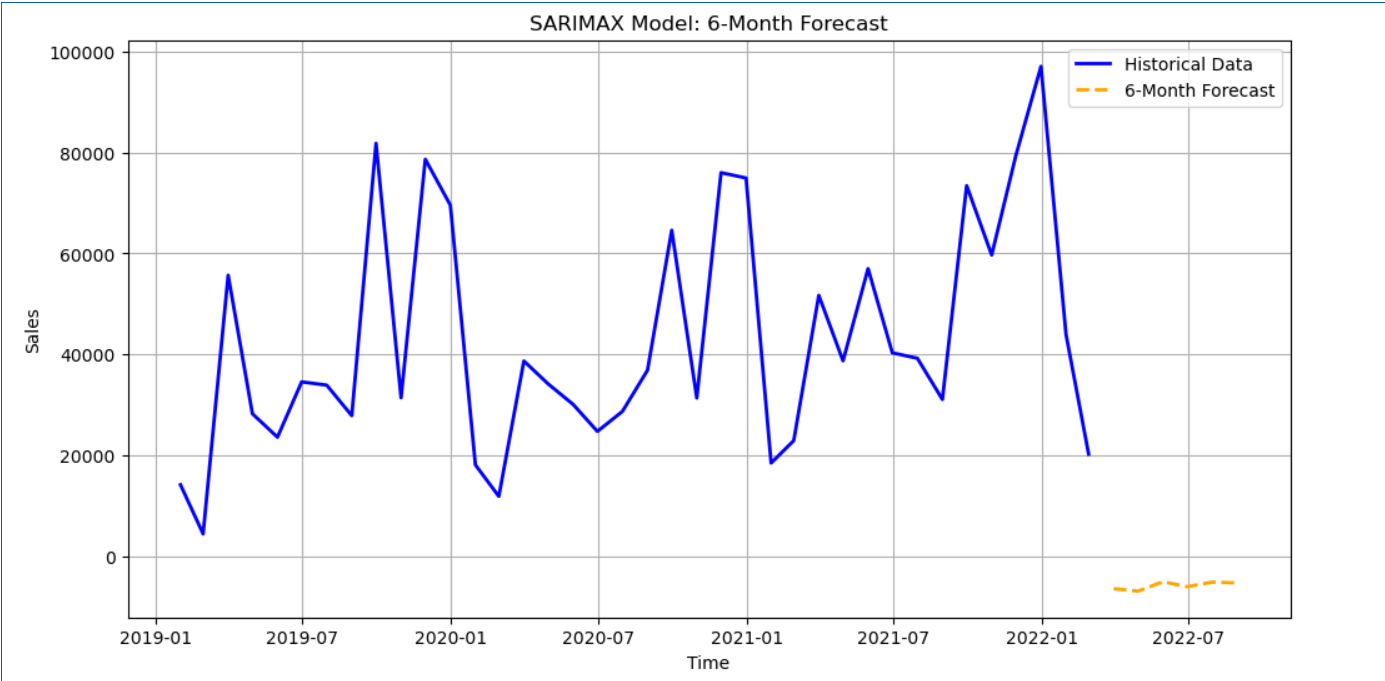 SARIMAX Model: 6-Month Forecast
100000
80000
60000
40000
20000
0
Sales
Historical Data
6-Month Forecast
2019-01 2019-07 2020-01 2020-07 2021-01 2021-07 2022-01 2022-07
Time